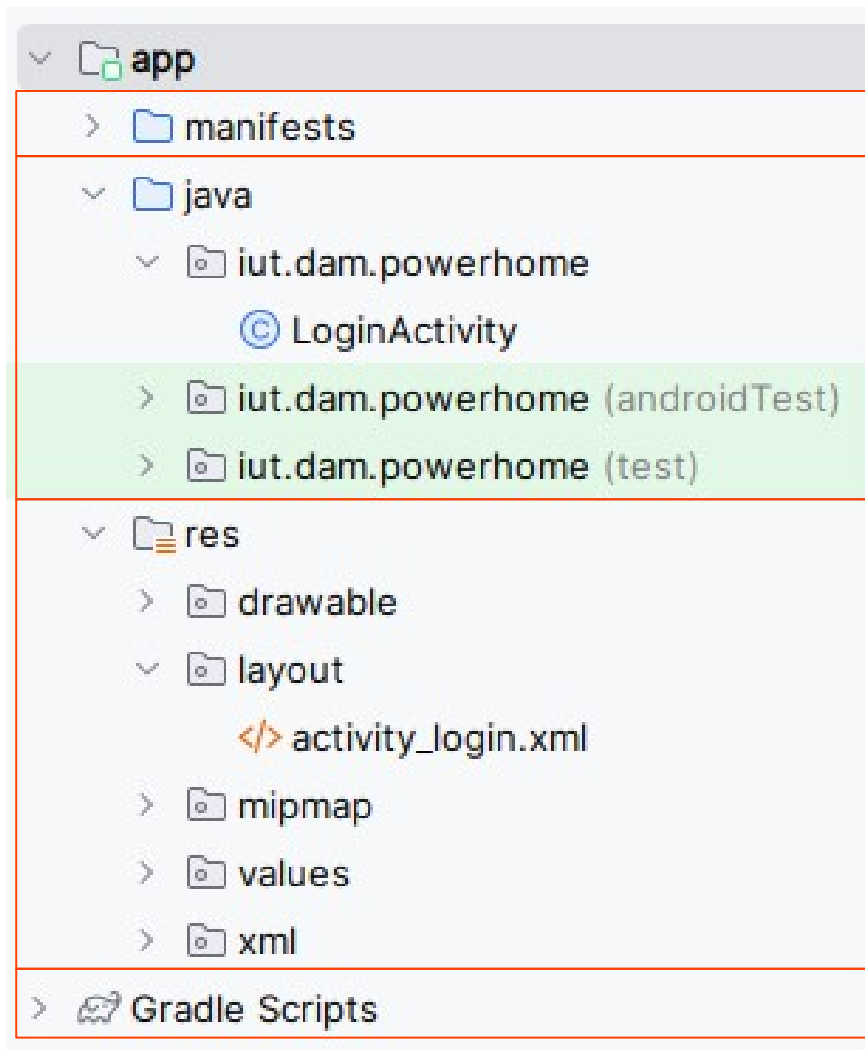 app
manifests
java
iut.dam.powerhome
LoginActivity
iut.dam.powerhome (androidTest)
iut.dam.powerhome (test)
res
drawable
layout
activity_login.xml
mipmap
values
xml
Gradle Scripts